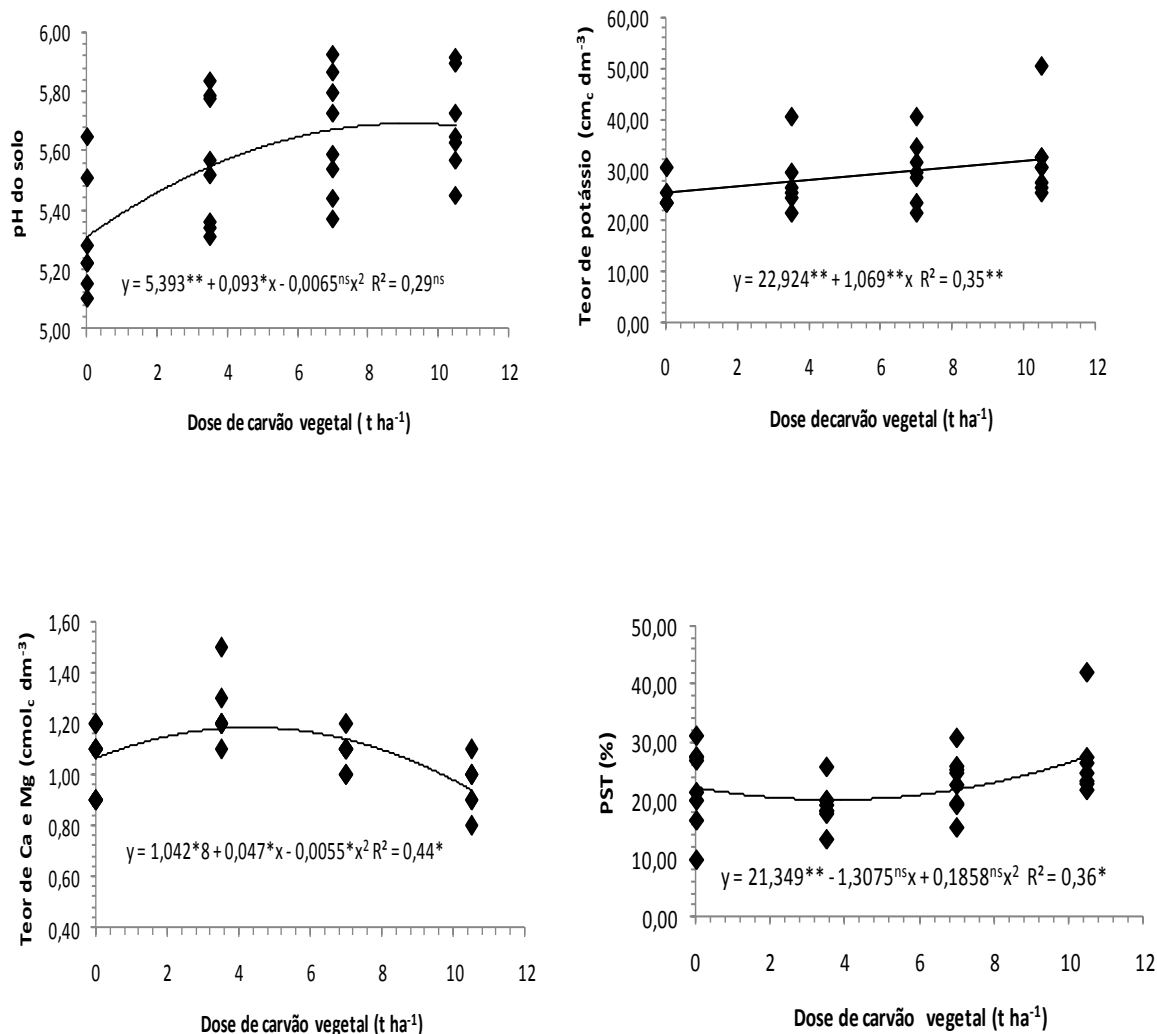 6,00
5,80
5,60
5,40
5,20
5,00
pH do solo
y = 5,393** + 0,093*x - 0,0065ⁿˢx² R² = 0,29ⁿˢ
0 2 4 6 8 10 12
Dose de carvão vegetal ( t ha⁻¹)
60,00
50,00
40,00
30,00
20,00
10,00
0,00
Teor de potássio (cm꜀ dm⁻³)
y = 22,924** + 1,069**x R² = 0,35**
0 2 4 6 8 10 12
Dose decarvão vegetal (t ha⁻¹)
1,60
1,40
1,20
1,00
0,80
0,60
0,40
Teor de Ca e Mg (cmol꜀ dm⁻³)
y = 1,042*8 + 0,047*x - 0,0055*x² R² = 0,44*
0 2 4 6 8 10 12
Dose de carvão vegetal (t ha⁻¹)
50,00
40,00
30,00
20,00
10,00
0,00
PST (%)
y = 21,349** - 1,3075ⁿˢx + 0,1858ⁿˢx² R² = 0,36*
0 2 4 6 8 10 12
Dose de carvão vegetal (t ha⁻¹)